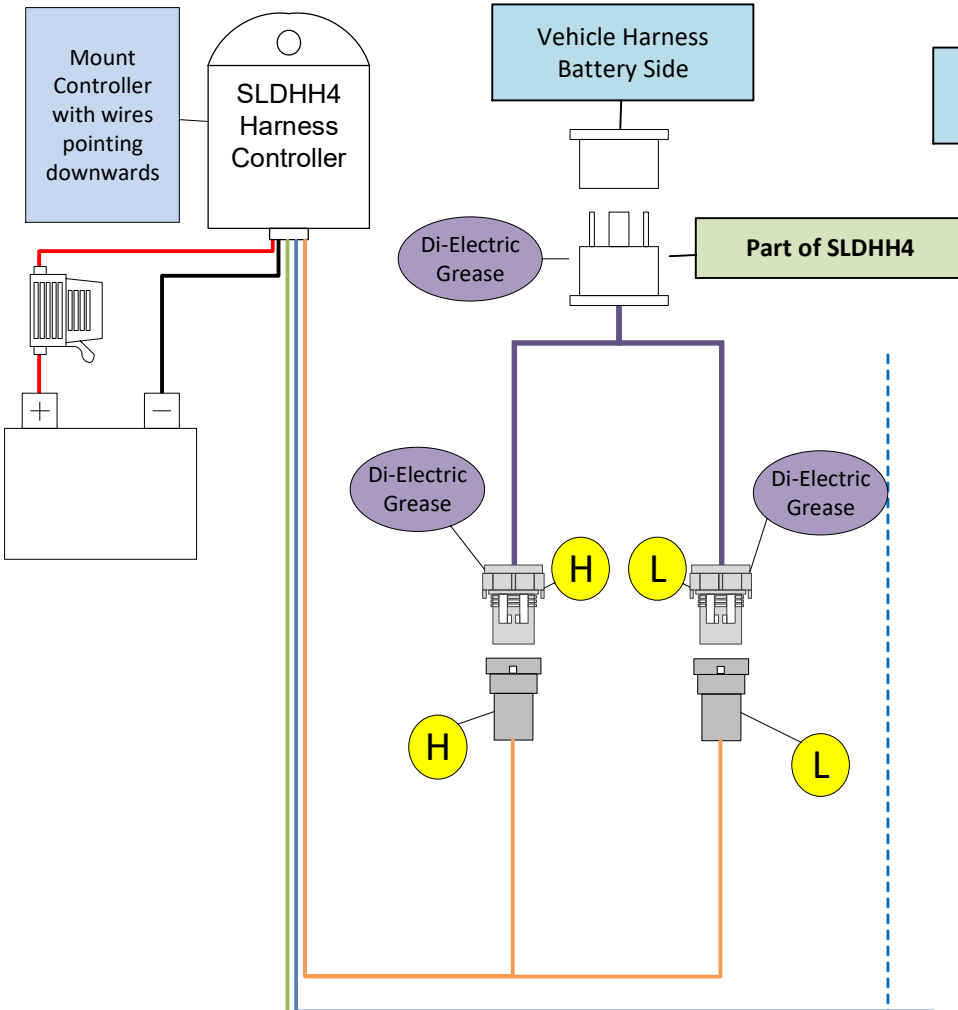 Mount
Controller
with wires
pointing
downwards
SLDHH4
Harness
Controller
Vehicle Harness
Battery Side
Di-Electric
Grease
Part of SLDHH4
+
−
Di-Electric
Grease
Di-Electric
Grease
H
L
H
L